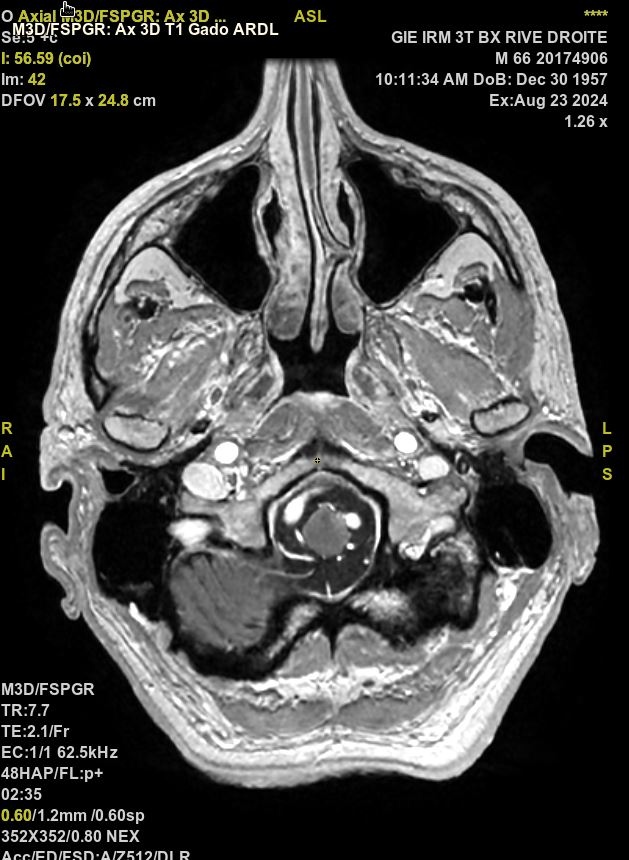 O Axial M3D/FSPGR: Ax 3D ...
ASL
****
M3D/FSPGR: Ax 3D T1 Gado ARDL
Se:5 +c
GIE IRM 3T BX RIVE DROITE
I: 56.59 (coi)
M 66 20174906
Im: 42
10:11:34 AM DoB: Dec 30 1957
DFOV 17.5 x 24.8 cm
Ex:Aug 23 2024
1.26 x
R
A
I
L
P
S
M3D/FSPGR
TR:7.7
TE:2.1/Fr
EC:1/1 62.5kHz
48HAP/FL:p+
02:35
0.60/1.2mm /0.60sp
352X352/0.80 NEX
Acc/ED/FSD:A/Z512/DLR